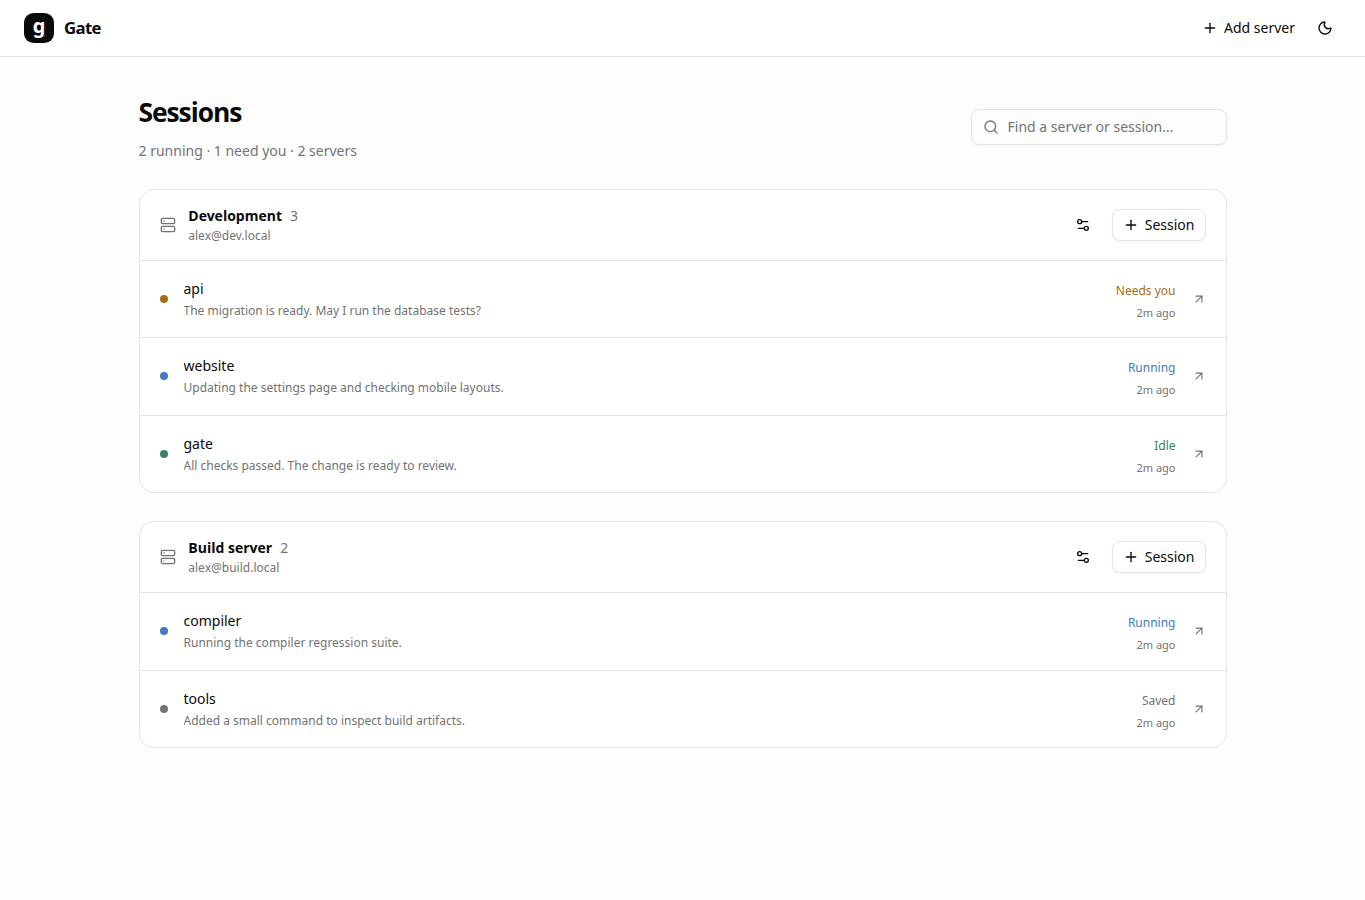 g Gate
+ Add server
Sessions
2 running · 1 need you · 2 servers
Find a server or session...
Development 3
alex@dev.local
+ Session
api
The migration is ready. May I run the database tests?
Needs you
2m ago
website
Updating the settings page and checking mobile layouts.
Running
2m ago
gate
All checks passed. The change is ready to review.
Idle
2m ago
Build server 2
alex@build.local
+ Session
compiler
Running the compiler regression suite.
Running
2m ago
tools
Added a small command to inspect build artifacts.
Saved
2m ago